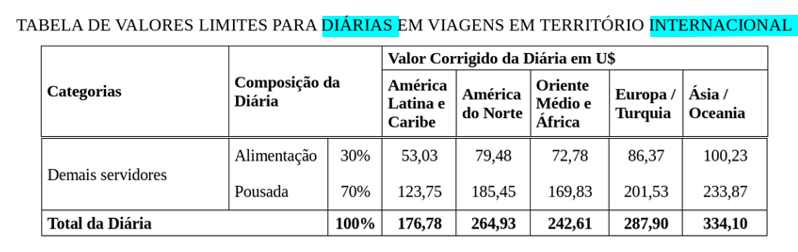 TABELA DE VALORES LIMITES PARA DIÁRIAS EM VIAGENS EM TERRITÓRIO INTERNACIONAL
Categorias Composição da Diária Valor Corrigido da Diária em U$
América Latina e Caribe América do Norte Oriente Médio e África Europa / Turquia Ásia / Oceania
Demais servidores Alimentação 30% 53,03 79,48 72,78 86,37 100,23
Pousada 70% 123,75 185,45 169,83 201,53 233,87
Total da Diária 100% 176,78 264,93 242,61 287,90 334,10